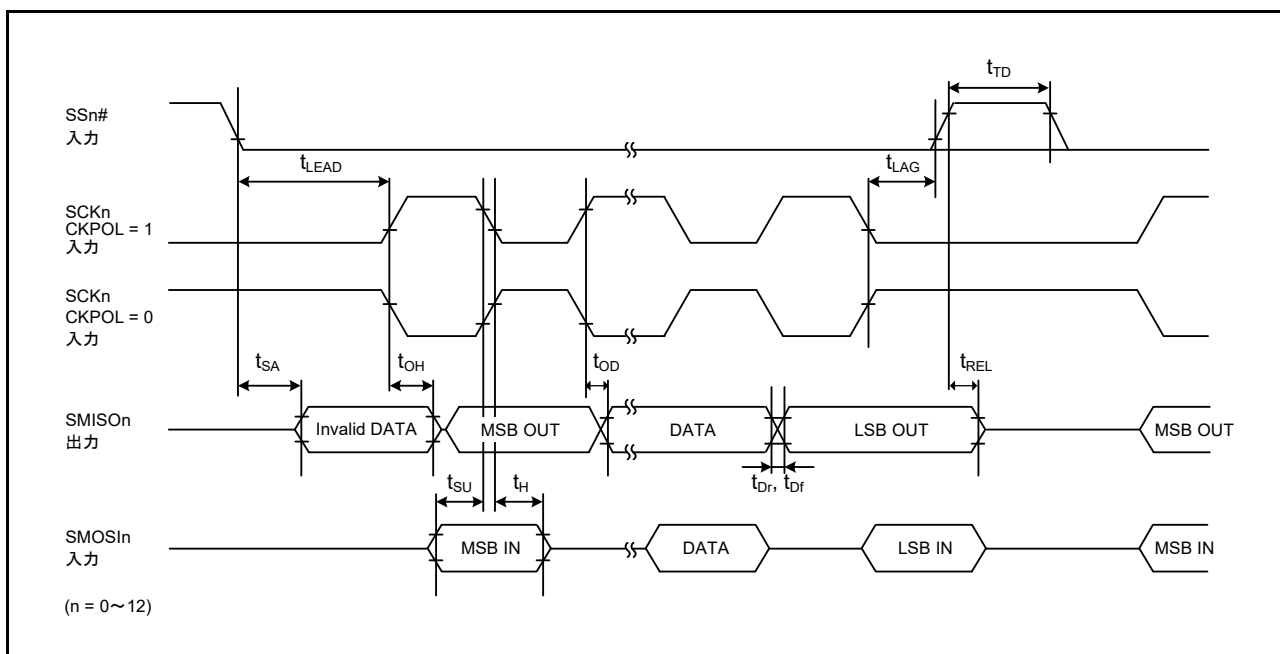 SSn#
入力
tTD
tLEAD
tLAG
SCKn
CKPOL = 1
入力
SCKn
CKPOL = 0
入力
tSA
tOH
tOD
tREL
SMISOn
出力
Invalid DATA
MSB OUT
DATA
LSB OUT
MSB OUT
tSU
tH
tDr, tDf
SMOSIn
入力
MSB IN
DATA
LSB IN
MSB IN
(n = 0～12)